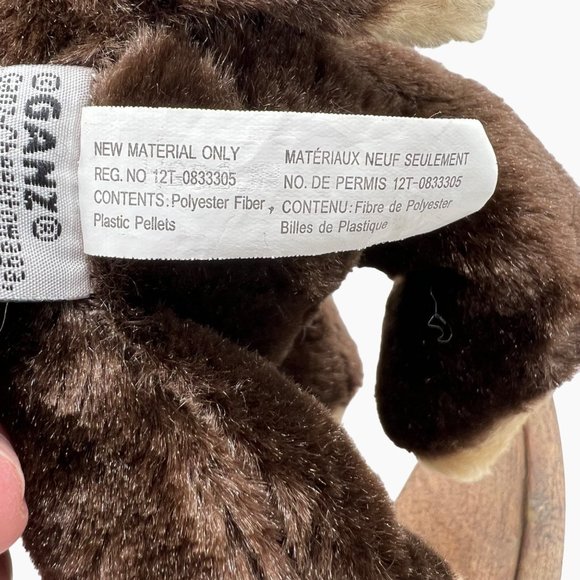 ©GANZ®
NEW MATERIAL ONLY
REG. NO 12T-0833305
CONTENTS: Polyester Fiber,
Plastic Pellets
MATÉRIAUX NEUF SEULEMENT
NO. DE PERMIS 12T-0833305
CONTENU: Fibre de Polyester
Billes de Plastique